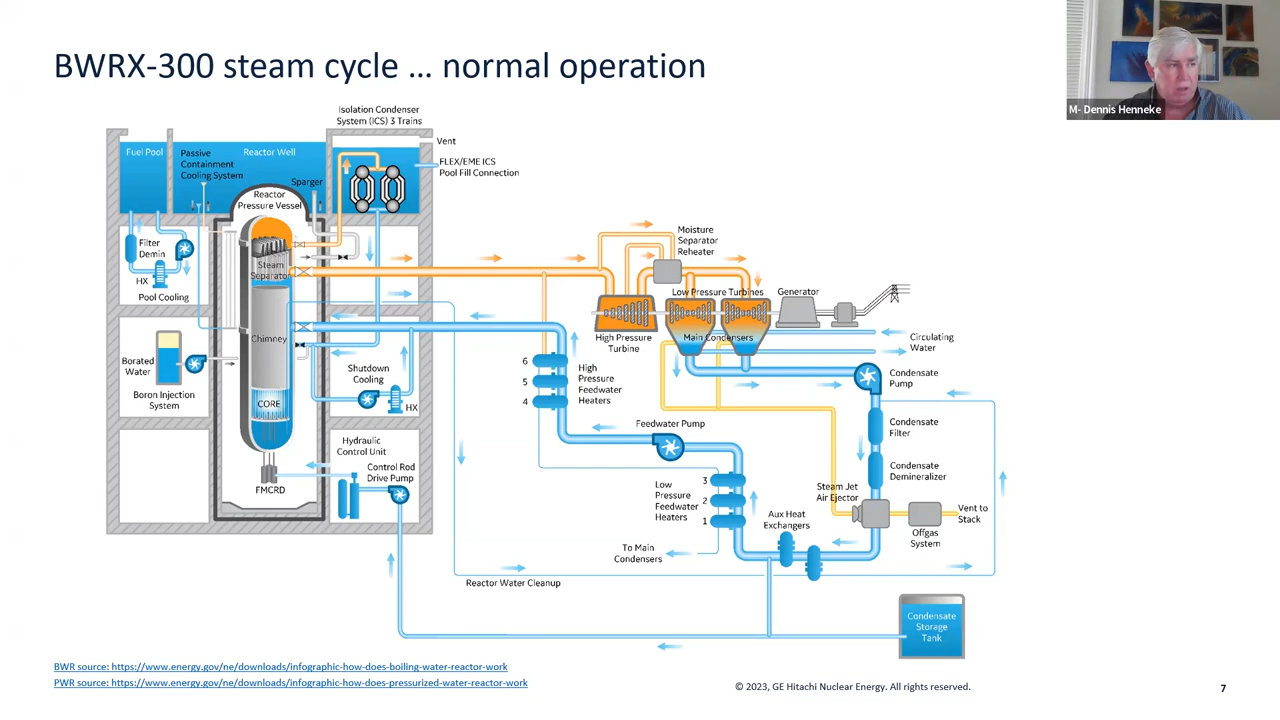 BWRX-300 steam cycle … normal operation
M- Dennis Henneke
Isolation Condenser
System (ICS) 3 Trains
Vent
FLEX/EME ICS
Pool Fill Connection
Fuel Pool
Passive
Containment
Cooling System
Reactor Well
Sparger
Reactor
Pressure Vessel
Filter
Demin
HX
Pool Cooling
Steam
Separator
Chimney
CORE
Borated
Water
Boron Injection
System
Shutdown
Cooling
HX
Hydraulic
Control Unit
Control Rod
Drive Pump
FMCRD
Moisture
Separator
Reheater
Low Pressure Turbines
Generator
High Pressure
Turbine
Main Condensers
Circulating
Water
6
5
4
High
Pressure
Feedwater
Heaters
Condensate
Pump
Feedwater Pump
Condensate
Filter
Condensate
Demineralizer
3
2
1
Low
Pressure
Feedwater
Heaters
Steam Jet
Air Ejector
Aux Heat
Exchangers
Vent to
Stack
Offgas
System
To Main
Condensers
Reactor Water Cleanup
Condensate
Storage
Tank
BWR source: https://www.energy.gov/ne/downloads/infographic-how-does-boiling-water-reactor-work
PWR source: https://www.energy.gov/ne/downloads/infographic-how-does-pressurized-water-reactor-work
© 2023, GE Hitachi Nuclear Energy. All rights reserved.
7